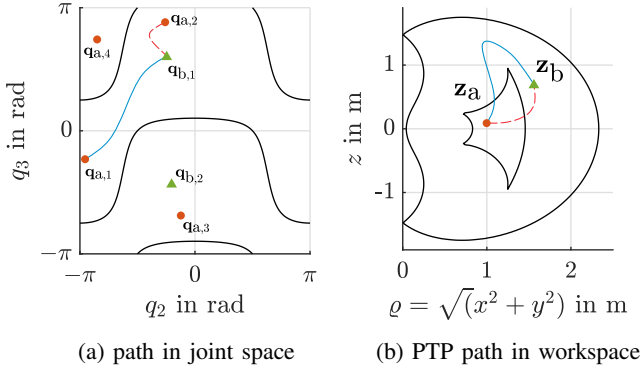 π
0
−π
q₃ in rad
q_{a,2}
q_{a,4}
q_{b,1}
q_{a,1}
q_{b,2}
q_{a,3}
−π 0 π
q₂ in rad
1
0
-1
z in m
z_b
z_a
0 1 2
ϱ = √(x² + y²) in m
(a) path in joint space
(b) PTP path in workspace